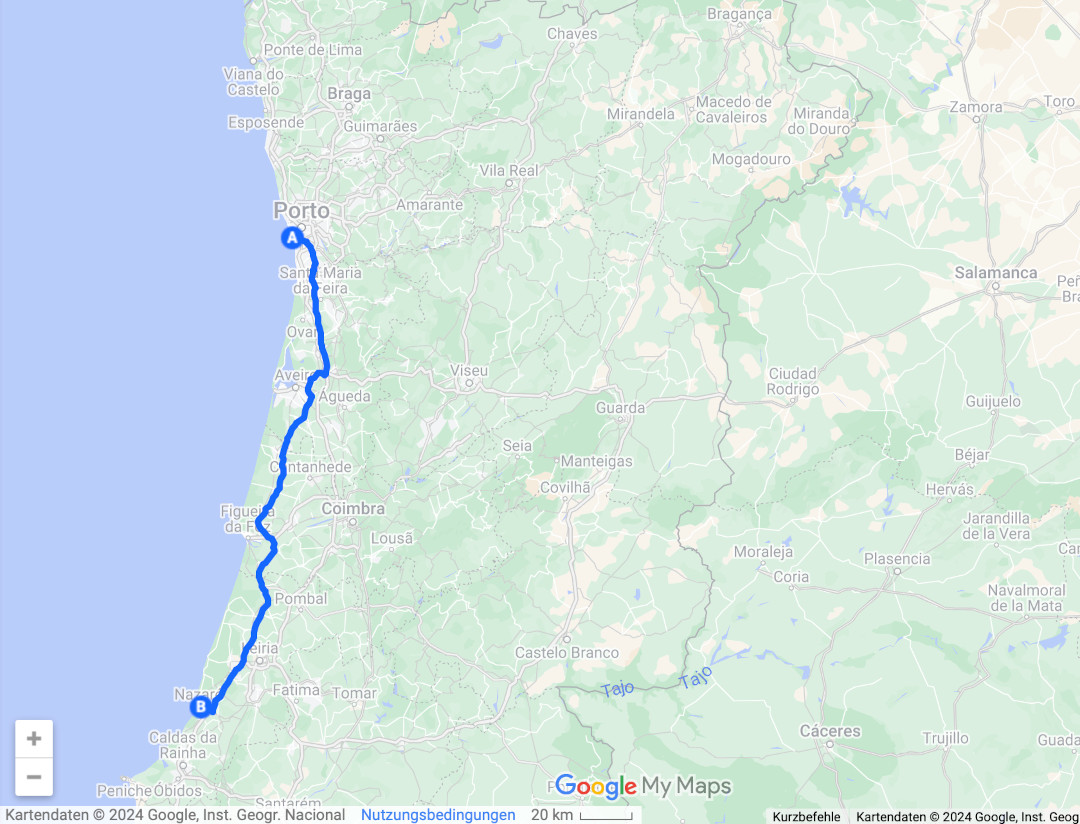 Bragança
Chaves
Ponte de Lima
Viana do
Castelo
Braga
Macedo de
Cavaleiros
Toro
Zamora
Mirandela
Miranda
do Douro
Esposende
Guimarães
Mogadouro
Vila Real
Amarante
Porto
A
Santa Maria
da Feira
Salamanca
Ovar
Viseu
Aveiro
Ciudad
Rodrigo
Águeda
Guijuelo
Guarda
Seia
Manteigas
Béjar
Cantanhede
Covilhã
Hervás
Figueira
da Foz
Coimbra
Jarandilla
de la Vera
Lousã
Moraleja
Plasencia
Coria
Navalmoral
de la Mata
Pombal
Leiria
Castelo Branco
Tajo
Tajo
Fatima
Tomar
Nazaré
B
Cáceres
Trujillo
Caldas da
Rainha
Peniche
Óbidos
Santarém
Google My Maps
+
−
Kartendaten © 2024 Google, Inst. Geogr. Nacional Nutzungsbedingungen 20 km
Kurzbefehle Kartendaten © 2024 Google, Inst. Geog